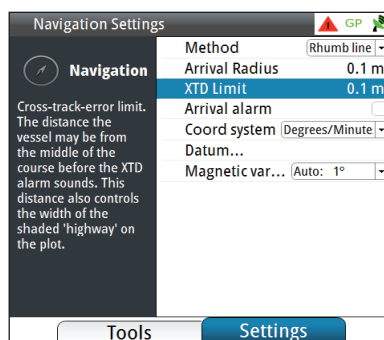 Navigation Settings
GP
Navigation
Cross-track-error limit.
The distance the
vessel may be from
the middle of the
course before the XTD
alarm sounds. This
distance also controls
the width of the
shaded 'highway' on
the plot.
Method Rhumb line
Arrival Radius 0.1 m
XTD Limit 0.1 m
Arrival alarm
Coord system Degrees/Minute
Datum...
Magnetic var... Auto: 1°
Tools
Settings